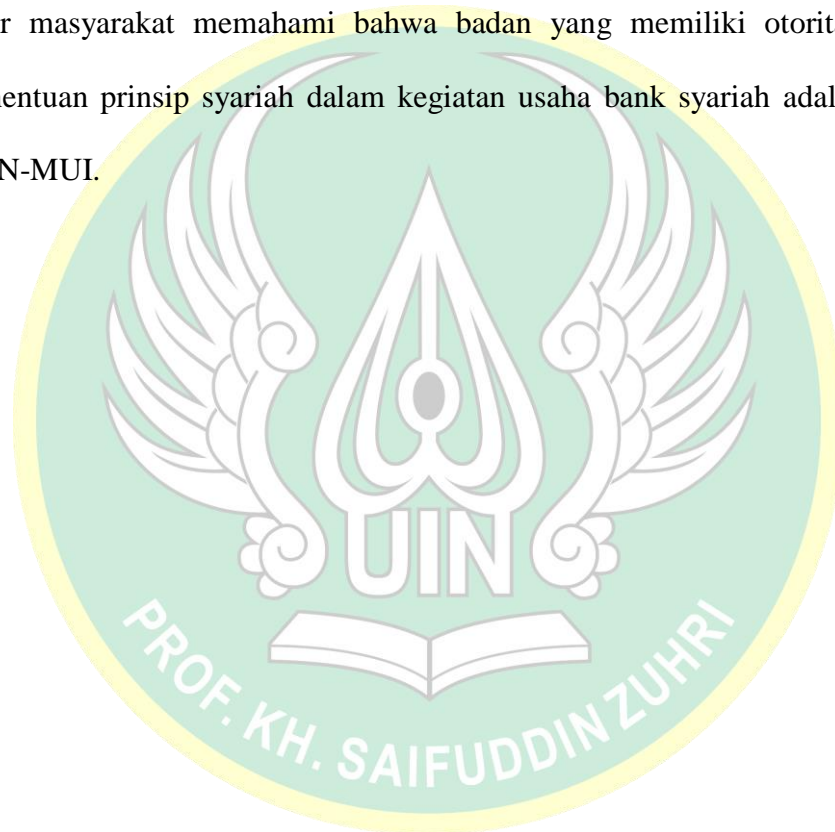 r masyarakat memahami bahwa badan yang memiliki otorit
nentuan prinsip syariah dalam kegiatan usaha bank syariah adal
N-MUI.
UIN
PROF. KH. SAIFUDDIN ZUHRI